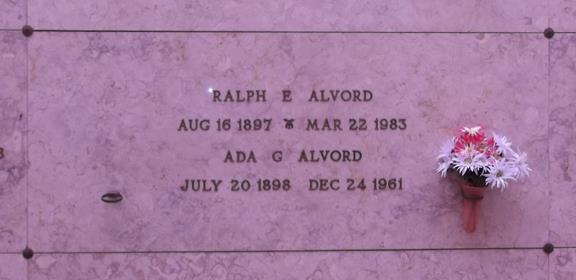 RALPH E ALVORD
AUG 16 1897 MAR 22 1983
ADA G ALVORD
JULY 20 1898 DEC 24 1961